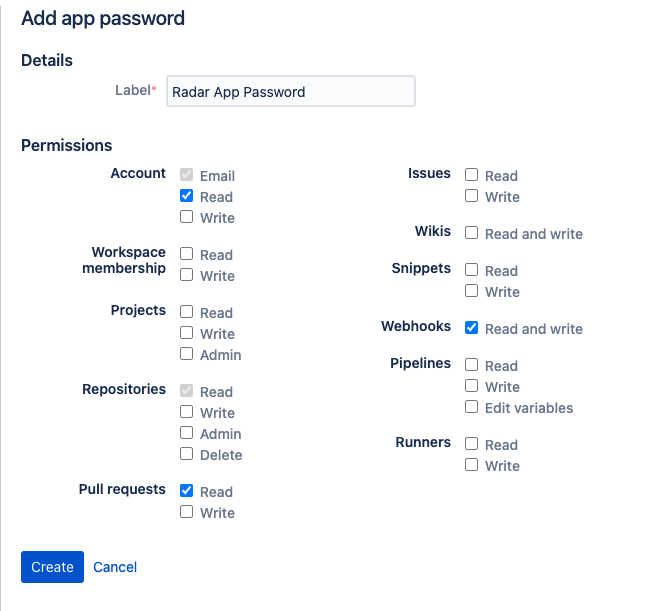 Add app password
Details
Label*
Radar App Password
Permissions
Account
Email
Read
Write
Workspace
membership
Read
Write
Projects
Read
Write
Admin
Repositories
Read
Write
Admin
Delete
Pull requests
Read
Write
Issues
Read
Write
Wikis
Read and write
Snippets
Read
Write
Webhooks
Read and write
Pipelines
Read
Write
Edit variables
Runners
Read
Write
Create
Cancel